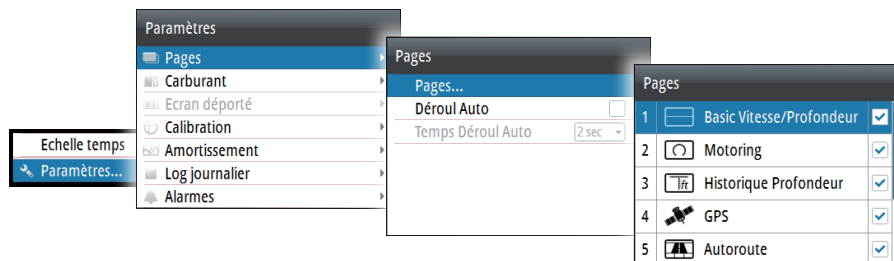 Echelle temps
Paramètres...
Paramètres
Pages
Carburant
Ecran déporté
Calibration
Amortissement
Log journalier
Alarmes
Pages
Pages...
Déroul Auto
Temps Déroul Auto 2 sec
Pages
1 Basic Vitesse/Profondeur
2 Motoring
3 ft Historique Profondeur
4 GPS
5 Autoroute